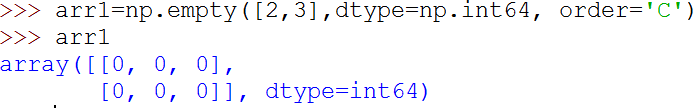 >>> arr1=np.empty([2,3],dtype=np.int64, order='C')
>>> arr1
array([[0, 0, 0],
       [0, 0, 0]], dtype=int64)